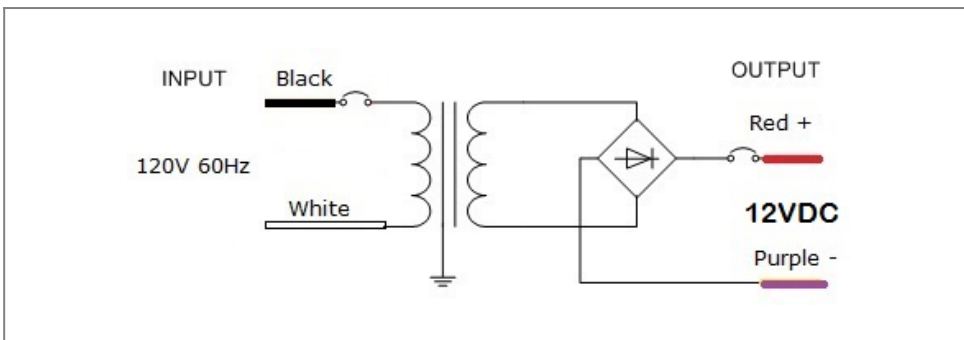 INPUT
Black
OUTPUT
Red +
120V 60Hz
White
12VDC
Purple -